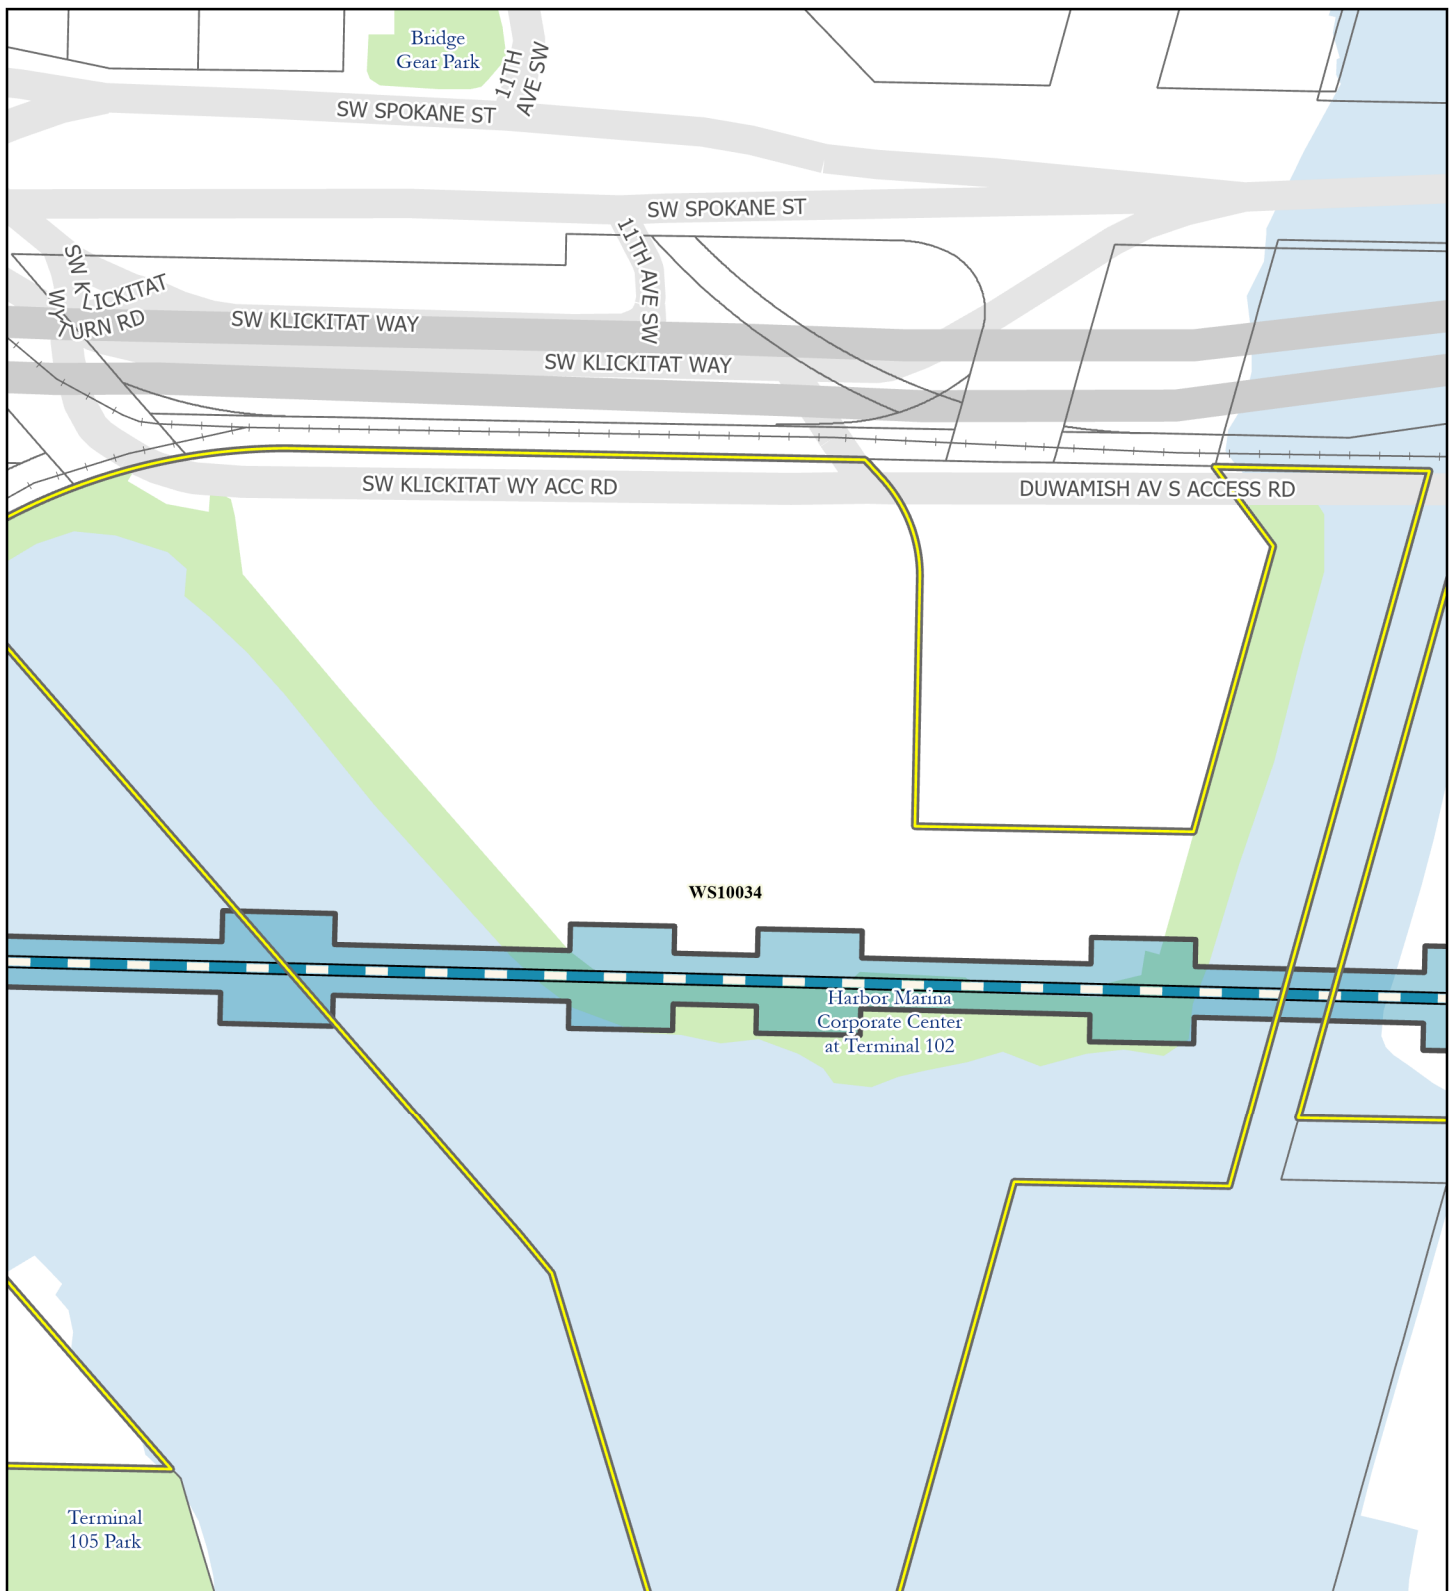 Bridge
Gear Park
11TH
AVE SW
SW SPOKANE ST
SW SPOKANE ST
11TH AVE SW
SW KLICKITAT
WY TURN RD
SW KLICKITAT WAY
SW KLICKITAT WAY
SW KLICKITAT WY ACC RD
DUWAMISH AV S ACCESS RD
WS10034
Harbor Marina
Corporate Center
at Terminal 102
Terminal
105 Park